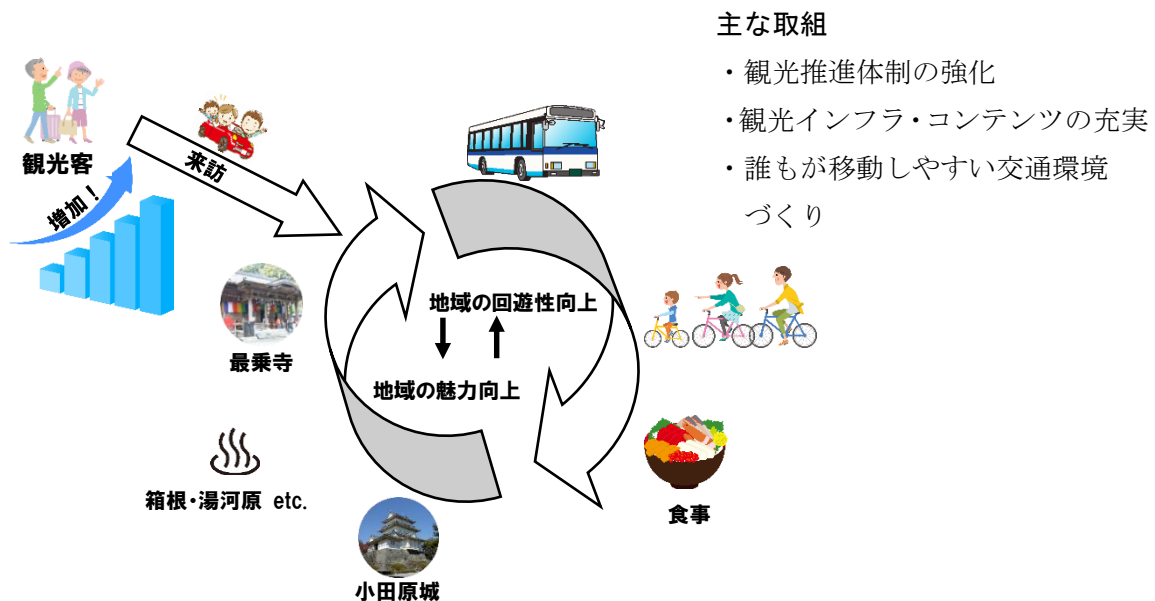 主な取組
・観光推進体制の強化
・観光インフラ・コンテンツの充実
・誰もが移動しやすい交通環境
づくり
観光客
来訪
増加!
地域の回遊性向上
地域の魅力向上
最乗寺
箱根・湯河原 etc.
小田原城
食事